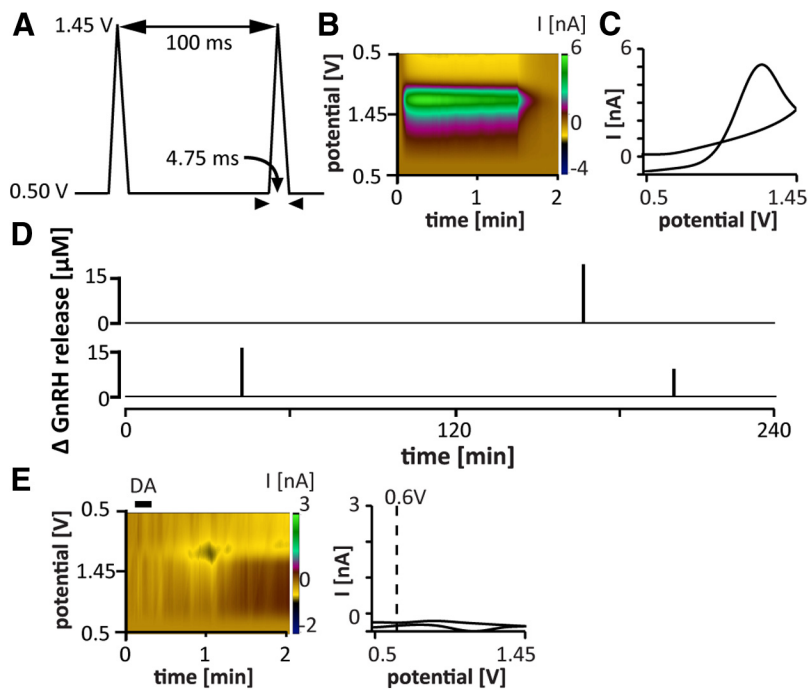 A
1.45 V
100 ms
4.75 ms
0.50 V
B
I [nA]
0.5
1.45
0.5
potential [V]
6
0
-4
0
1
2
time [min]
C
6
0
I [nA]
0.5
1.45
potential [V]
D
Δ GnRH release [µM]
15
0
15
0
0
120
240
time [min]
E
DA
I [nA]
0.5
1.45
0.5
potential [V]
3
0
-2
0
1
2
time [min]
3
0
I [nA]
0.6V
0.5
1.45
potential [V]